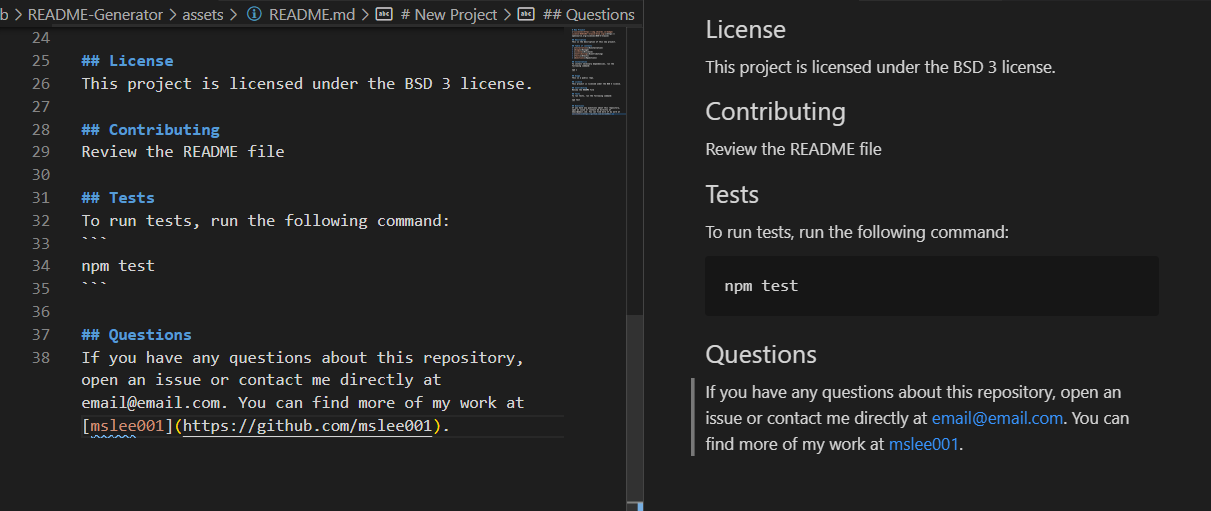 b > README-Generator > assets > README.md > # New Project > ## Questions
24
25 ## License
26 This project is licensed under the BSD 3 license.
27
28 ## Contributing
29 Review the README file
30
31 ## Tests
32 To run tests, run the following command:
33 ```
34 npm test
35 ```
36
37 ## Questions
38 If you have any questions about this repository,
open an issue or contact me directly at
email@email.com. You can find more of my work at
[mslee001](https://github.com/mslee001).
License
This project is licensed under the BSD 3 license.
Contributing
Review the README file
Tests
To run tests, run the following command:
npm test
Questions
If you have any questions about this repository, open an
issue or contact me directly at email@email.com. You can
find more of my work at mslee001.